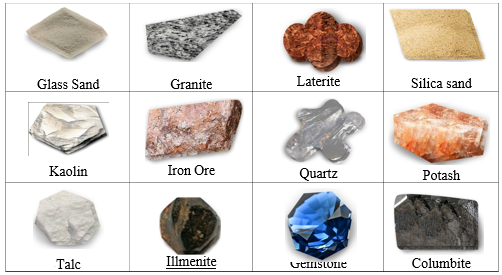 Glass Sand
Granite
Laterite
Silica sand
Kaolin
Iron Ore
Quartz
Potash
Talc
Illmenite
Gemstone
Columbite